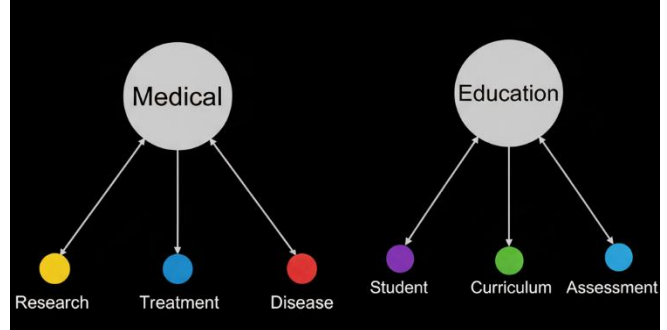 Medical
Research
Treatment
Disease
Education
Student
Curriculum
Assessment